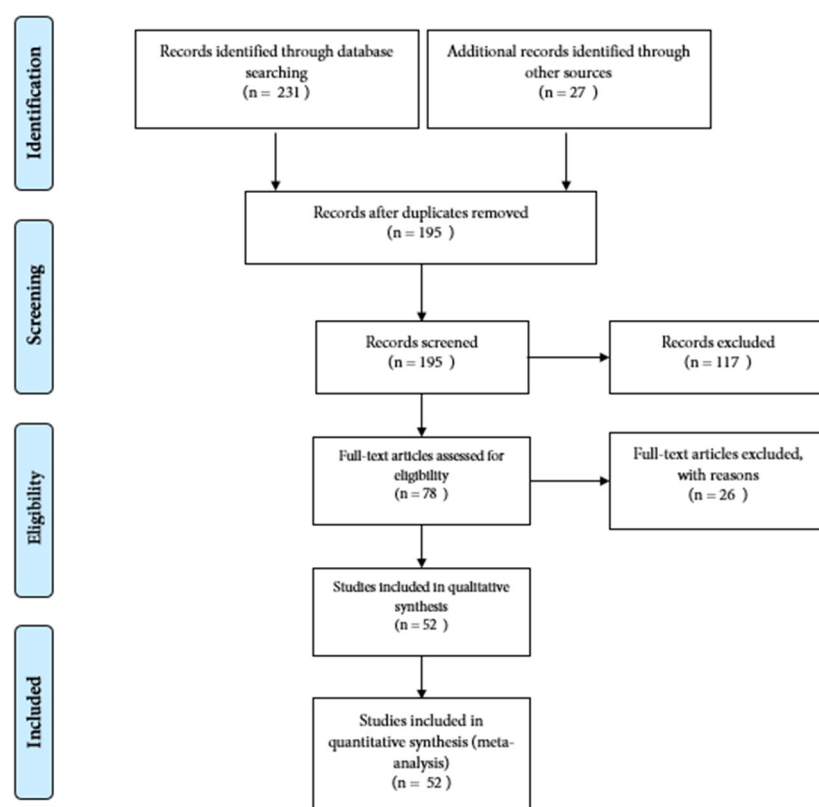 Identification
Records identified through database
searching
(n = 231 )
Additional records identified through
other sources
(n = 27 )
Records after duplicates removed
(n = 195 )
Screening
Records screened
(n = 195 )
Records excluded
(n = 117 )
Eligibility
Full-text articles assessed for
eligibility
(n = 78 )
Full-text articles excluded,
with reasons
(n = 26 )
Studies included in qualitative
synthesis
(n = 52 )
Included
Studies included in
quantitative synthesis (meta-
analysis)
(n = 52 )